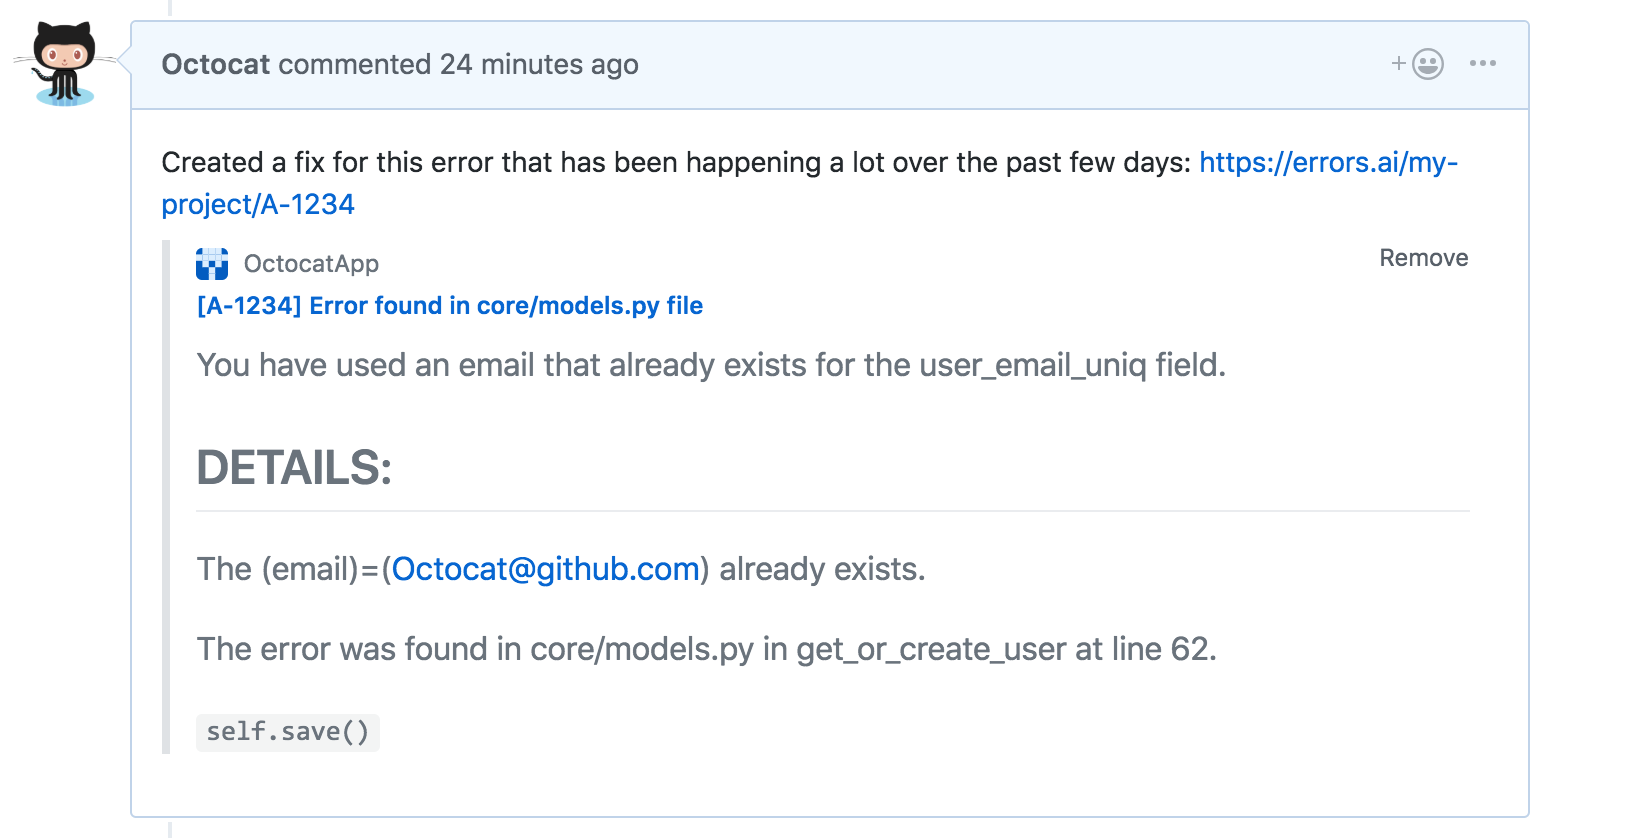 Octocat commented 24 minutes ago
Created a fix for this error that has been happening a lot over the past few days: https://errors.ai/my-
project/A-1234
OctocatApp
Remove
[A-1234] Error found in core/models.py file
You have used an email that already exists for the user_email_uniq field.
DETAILS:
The (email)=(Octocat@github.com) already exists.
The error was found in core/models.py in get_or_create_user at line 62.
self.save()